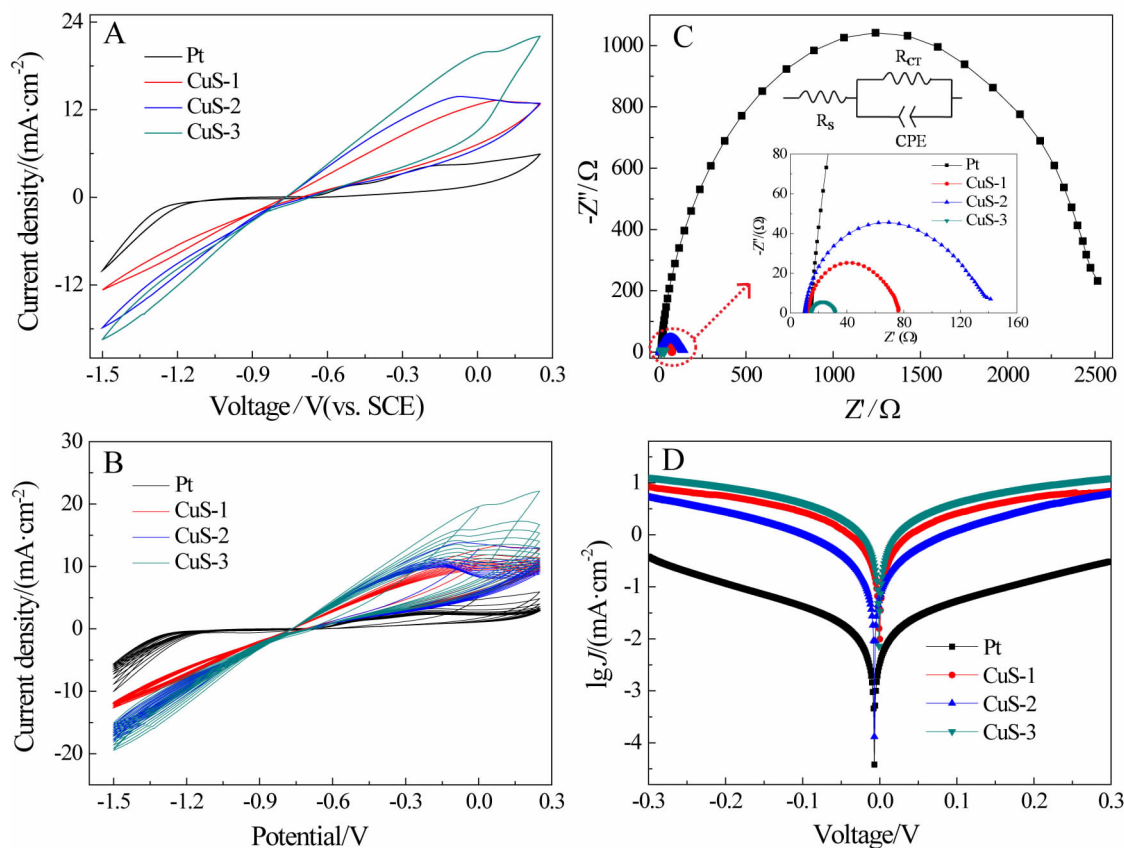 A
Pt
CuS-1
CuS-2
CuS-3
24
12
0
-12
Current density/(mA·cm⁻²)
-1.5 -1.2 -0.9 -0.6 -0.3 0.0 0.3
Voltage/V(vs. SCE)
B
Pt
CuS-1
CuS-2
CuS-3
30
20
10
0
-10
-20
Current density/(mA·cm⁻²)
-1.5 -1.2 -0.9 -0.6 -0.3 0.0 0.3
Potential/V
C
R_CT
R_S
CPE
1000
800
600
400
200
0
-Z''/Ω
0 500 1000 1500 2000 2500
Z'/Ω
Pt
CuS-1
CuS-2
CuS-3
80
60
40
20
0
-Z'/(Ω)
0 40 80 120 160
Z' (Ω)
D
1
0
-1
-2
-3
-4
lg J/(mA·cm⁻²)
Pt
CuS-1
CuS-2
CuS-3
-0.3 -0.2 -0.1 0.0 0.1 0.2 0.3
Voltage/V